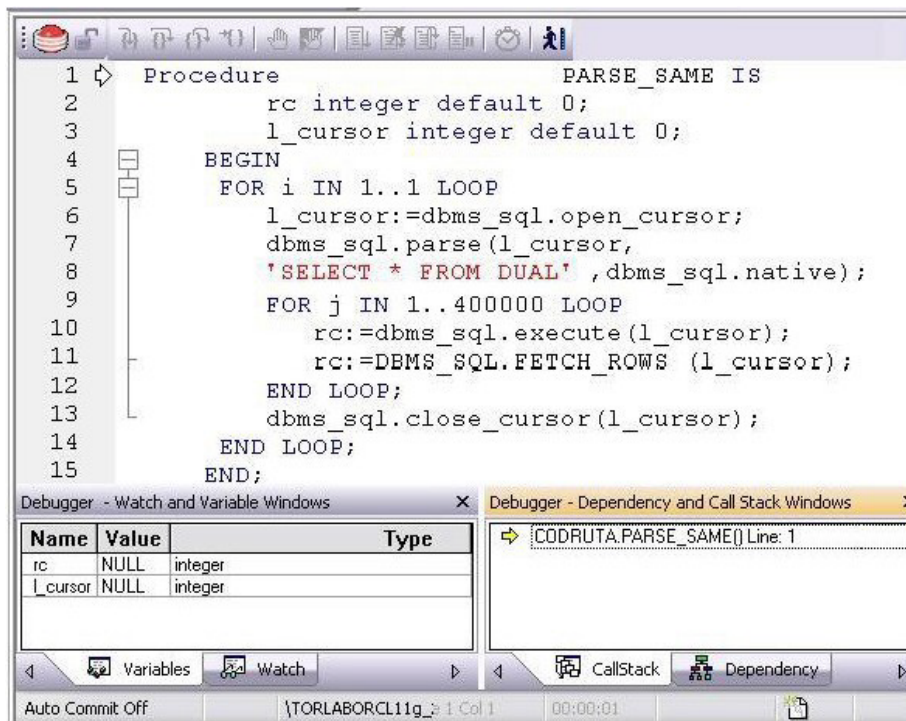 1 Procedure PARSE_SAME IS
2 rc integer default 0;
3 l_cursor integer default 0;
4 BEGIN
5 FOR i IN 1..1 LOOP
6 l_cursor:=dbms_sql.open_cursor;
7 dbms_sql.parse(l_cursor,
8 'SELECT * FROM DUAL' ,dbms_sql.native);
9 FOR j IN 1..400000 LOOP
10 rc:=dbms_sql.execute(l_cursor);
11 rc:=DBMS_SQL.FETCH_ROWS (l_cursor);
12 END LOOP;
13 dbms_sql.close_cursor(l_cursor);
14 END LOOP;
15 END;
Debugger - Watch and Variable Windows
Name Value Type
rc NULL integer
l_cursor NULL integer
Variables Watch
Debugger - Dependency and Call Stack Windows
CODRUTA.PARSE_SAME() Line: 1
CallStack Dependency
Auto Commit Off \TORLABORCL11g_ 1 Col 1 00:00:01